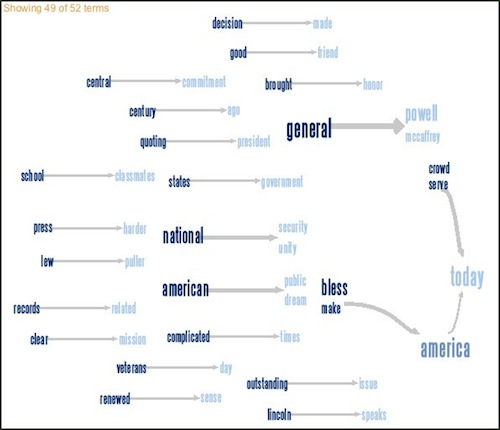 Showing 49 of 52 terms
decision made
good friend
central commitment
brought honor
century ago
general powell
mccaffrey
quoting president
crowd
serve
school classmates
states government
press harder
national security
unity
lew puller
today
american public
dream
bless
make
records related
clear mission
complicated times
america
veterans day
outstanding issue
renewed sense
lincoln speaks